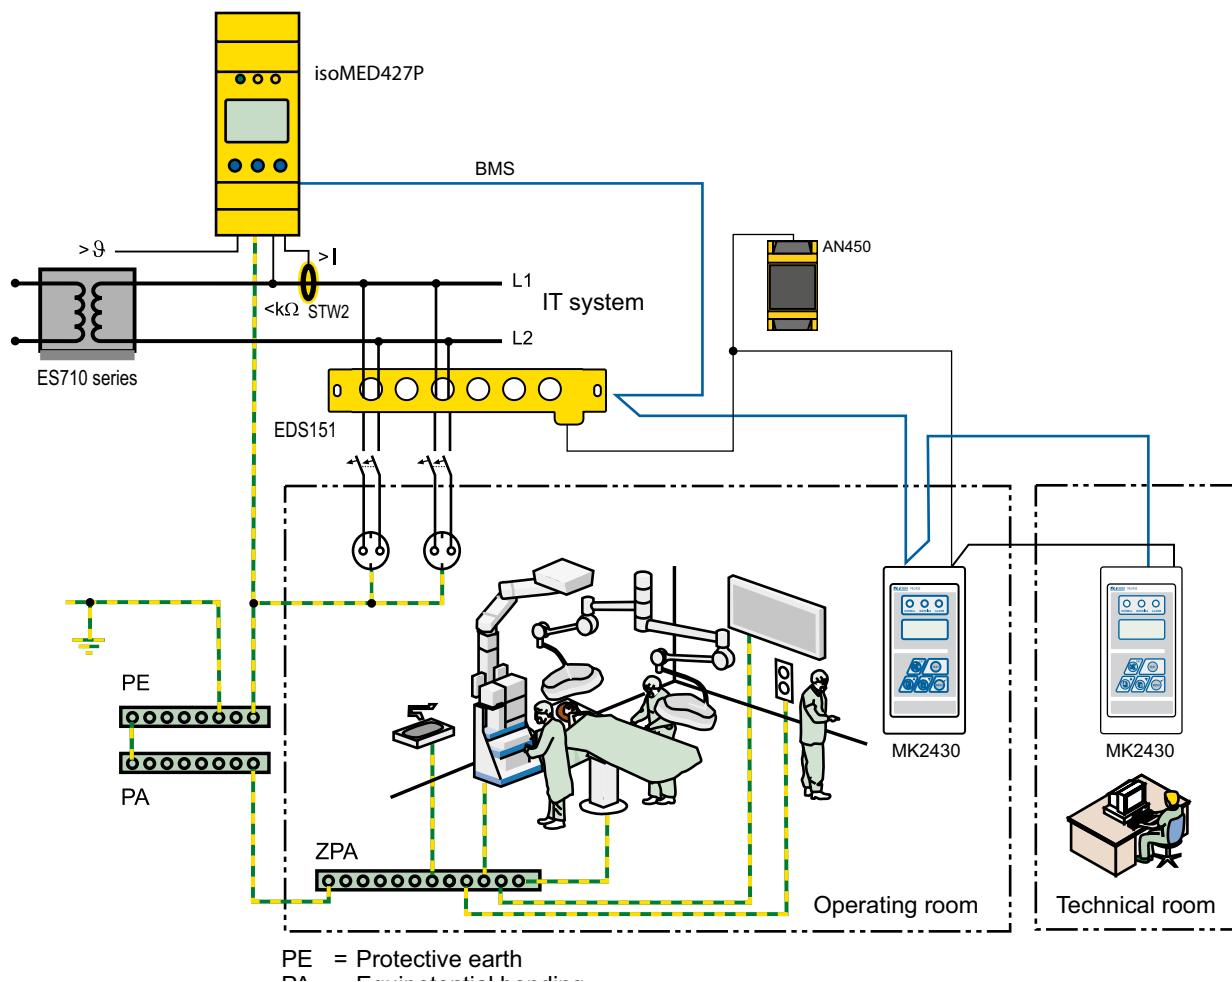 isoMED427P
BMS
>ϑ
>I
AN450
L1
IT system
<kΩ STW2
L2
ES710 series
EDS151
PE
PA
MK2430
MK2430
ZPA
Operating room
Technical room
PE = Protective earth